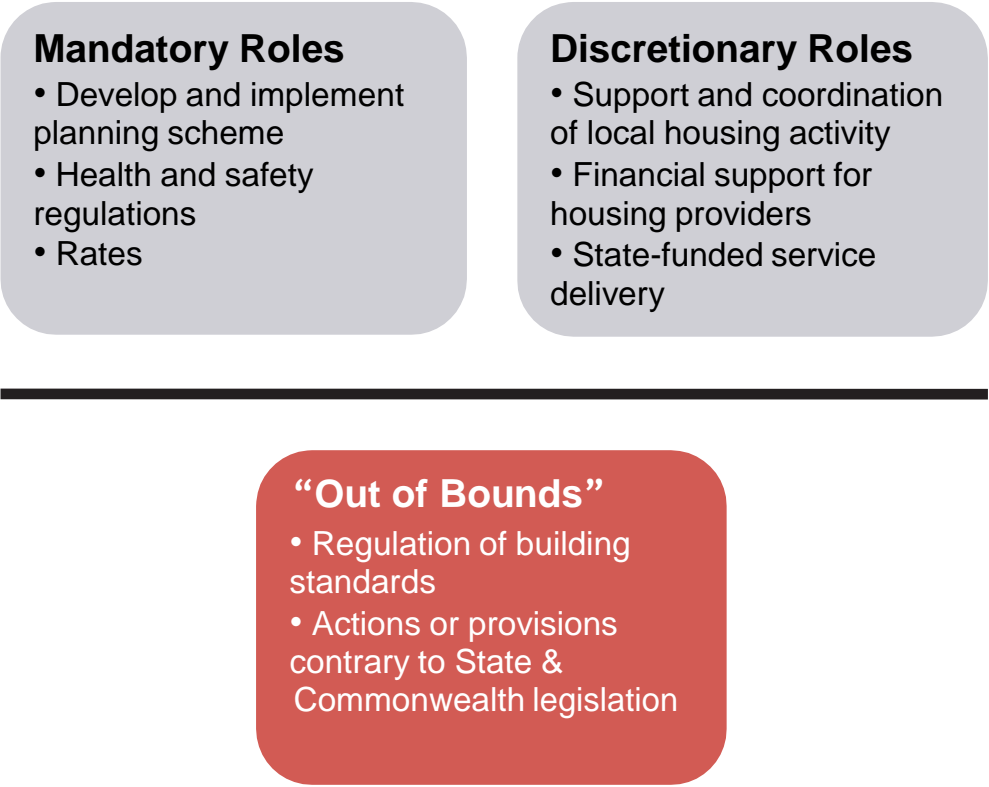 Mandatory Roles
• Develop and implement
planning scheme
• Health and safety
regulations
• Rates
Discretionary Roles
• Support and coordination
of local housing activity
• Financial support for
housing providers
• State-funded service
delivery
“Out of Bounds”
• Regulation of building
standards
• Actions or provisions
contrary to State &
Commonwealth legislation